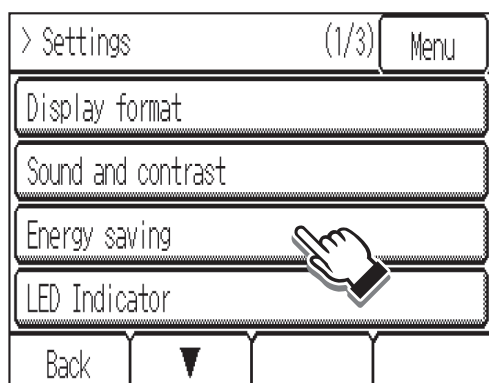 > Settings (1/3) Menu
Display format
Sound and contrast
Energy saving
LED Indicator
Back ▼